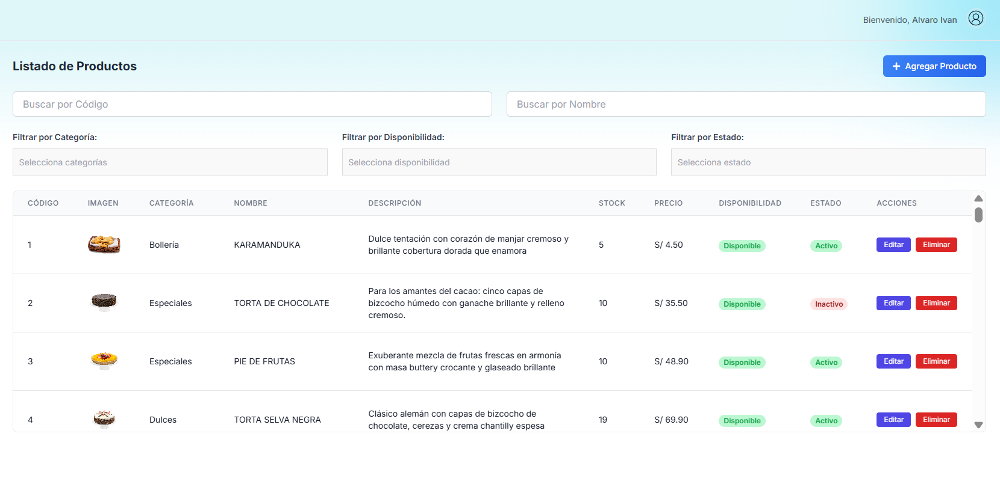 Bienvenido, Alvaro Ivan
Listado de Productos
+ Agregar Producto
Buscar por Código
Buscar por Nombre
Filtrar por Categoría:
Filtrar por Disponibilidad:
Filtrar por Estado:
Selecciona categorías
Selecciona disponibilidad
Selecciona estado
CÓDIGO IMAGEN CATEGORÍA NOMBRE DESCRIPCIÓN STOCK PRECIO DISPONIBILIDAD ESTADO ACCIONES
1 Bollería KARAMANDUKA
Dulce tentación con corazón de manjar cremoso y
brillante cobertura dorada que enamora
5 S/ 4.50 Disponible Activo Editar Eliminar
2 Especiales TORTA DE CHOCOLATE
Para los amantes del cacao: cinco capas de
bizcocho húmedo con ganache brillante y relleno
cremoso.
10 S/ 35.50 Disponible Inactivo Editar Eliminar
3 Especiales PIE DE FRUTAS
Exuberante mezcla de frutas frescas en armonía
con masa buttery crocante y glaseado brillante
10 S/ 48.90 Disponible Activo Editar Eliminar
4 Dulces TORTA SELVA NEGRA
Clásico alemán con capas de bizcocho de
chocolate, cerezas y crema chantilly espesa
19 S/ 69.90 Disponible Activo Editar Eliminar